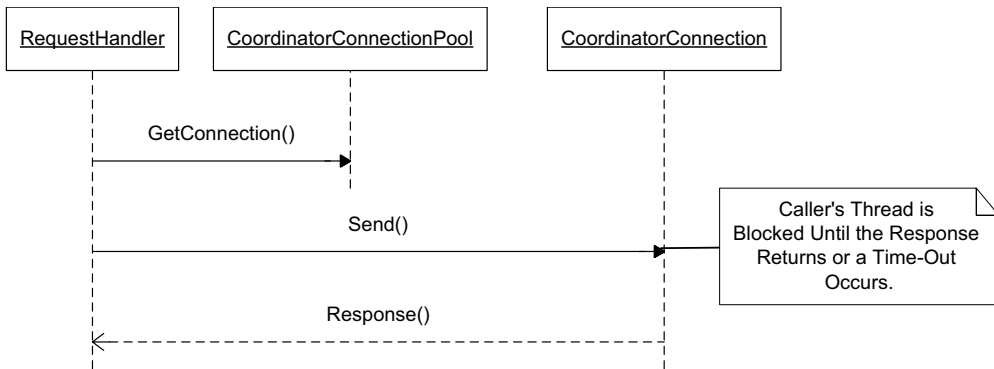 RequestHandler
CoordinatorConnectionPool
CoordinatorConnection
GetConnection()
Send()
Caller's Thread is
Blocked Until the Response
Returns or a Time-Out
Occurs.
Response()